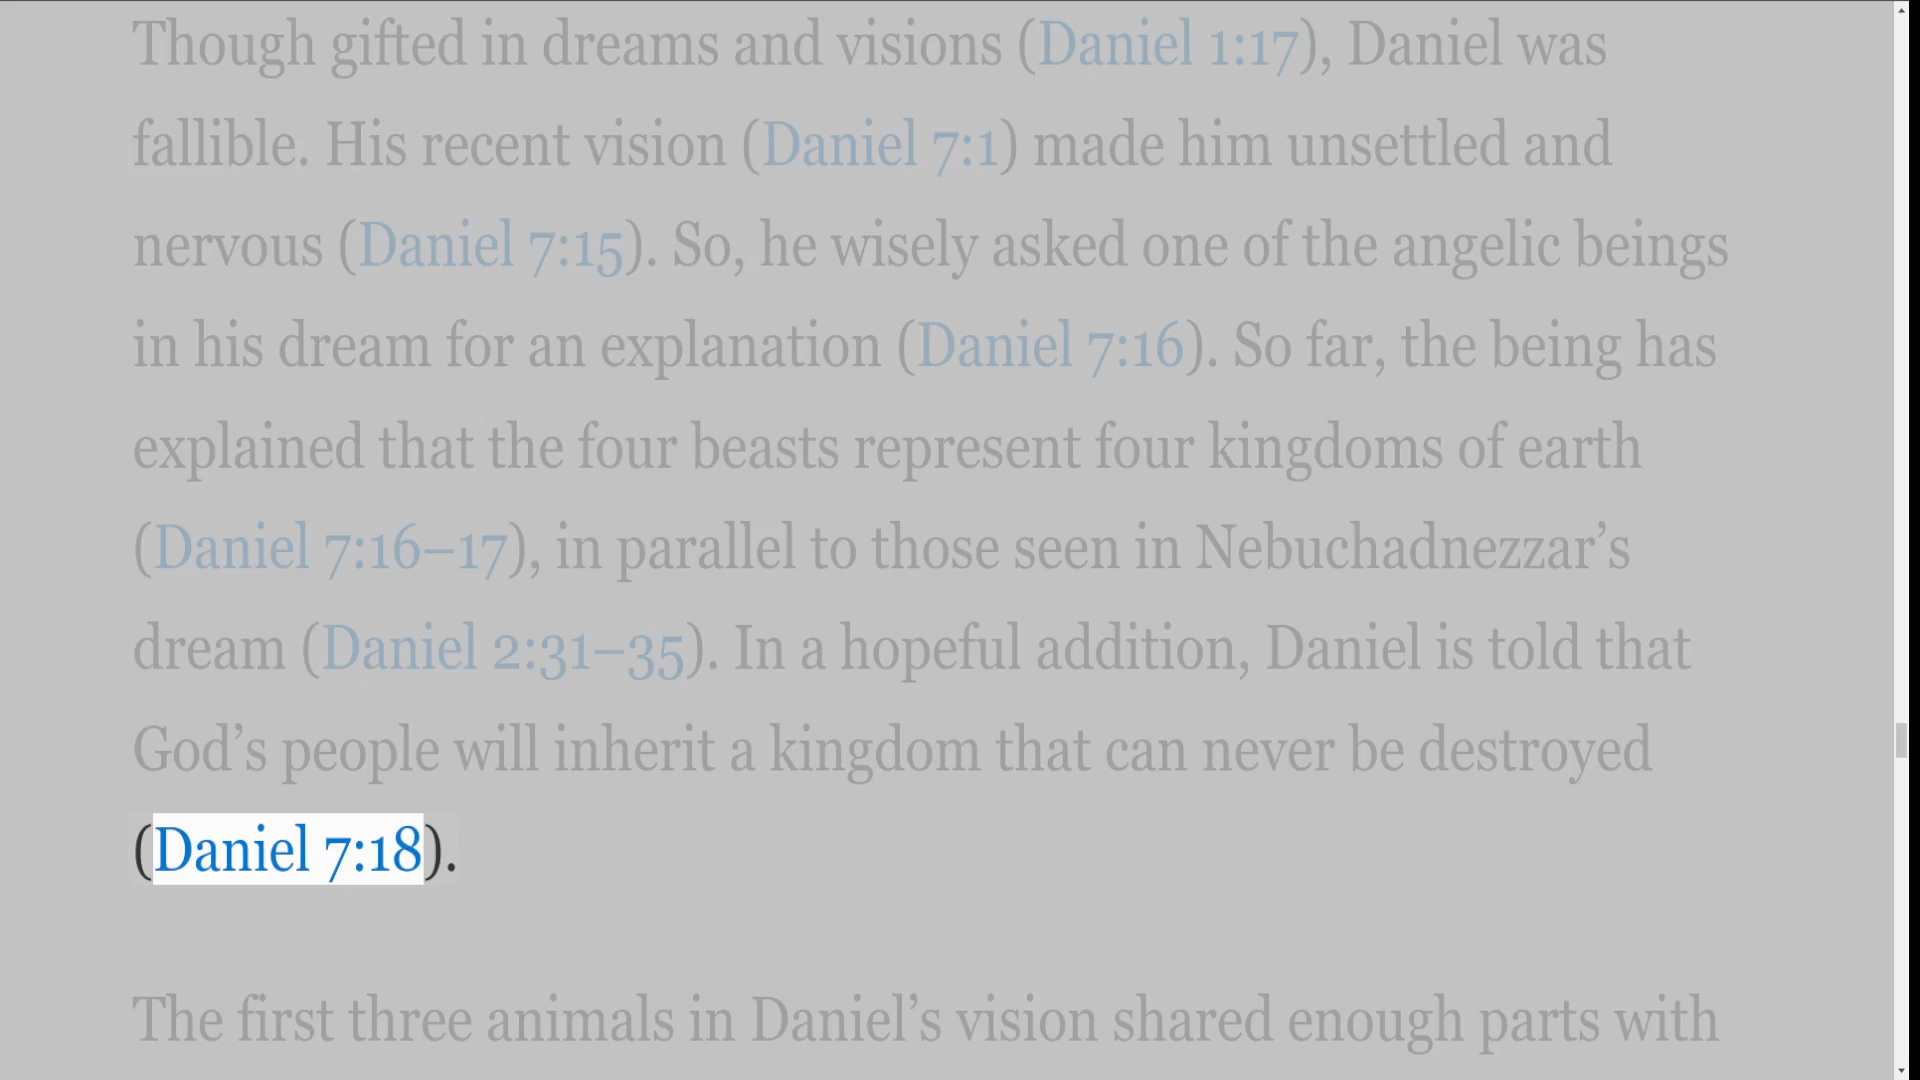 Though gifted in dreams and visions (Daniel 1:17), Daniel was
fallible. His recent vision (Daniel 7:1) made him unsettled and
nervous (Daniel 7:15). So, he wisely asked one of the angelic beings
in his dream for an explanation (Daniel 7:16). So far, the being has
explained that the four beasts represent four kingdoms of earth
(Daniel 7:16–17), in parallel to those seen in Nebuchadnezzar’s
dream (Daniel 2:31–35). In a hopeful addition, Daniel is told that
God’s people will inherit a kingdom that can never be destroyed
(Daniel 7:18).
The first three animals in Daniel’s vision shared enough parts with